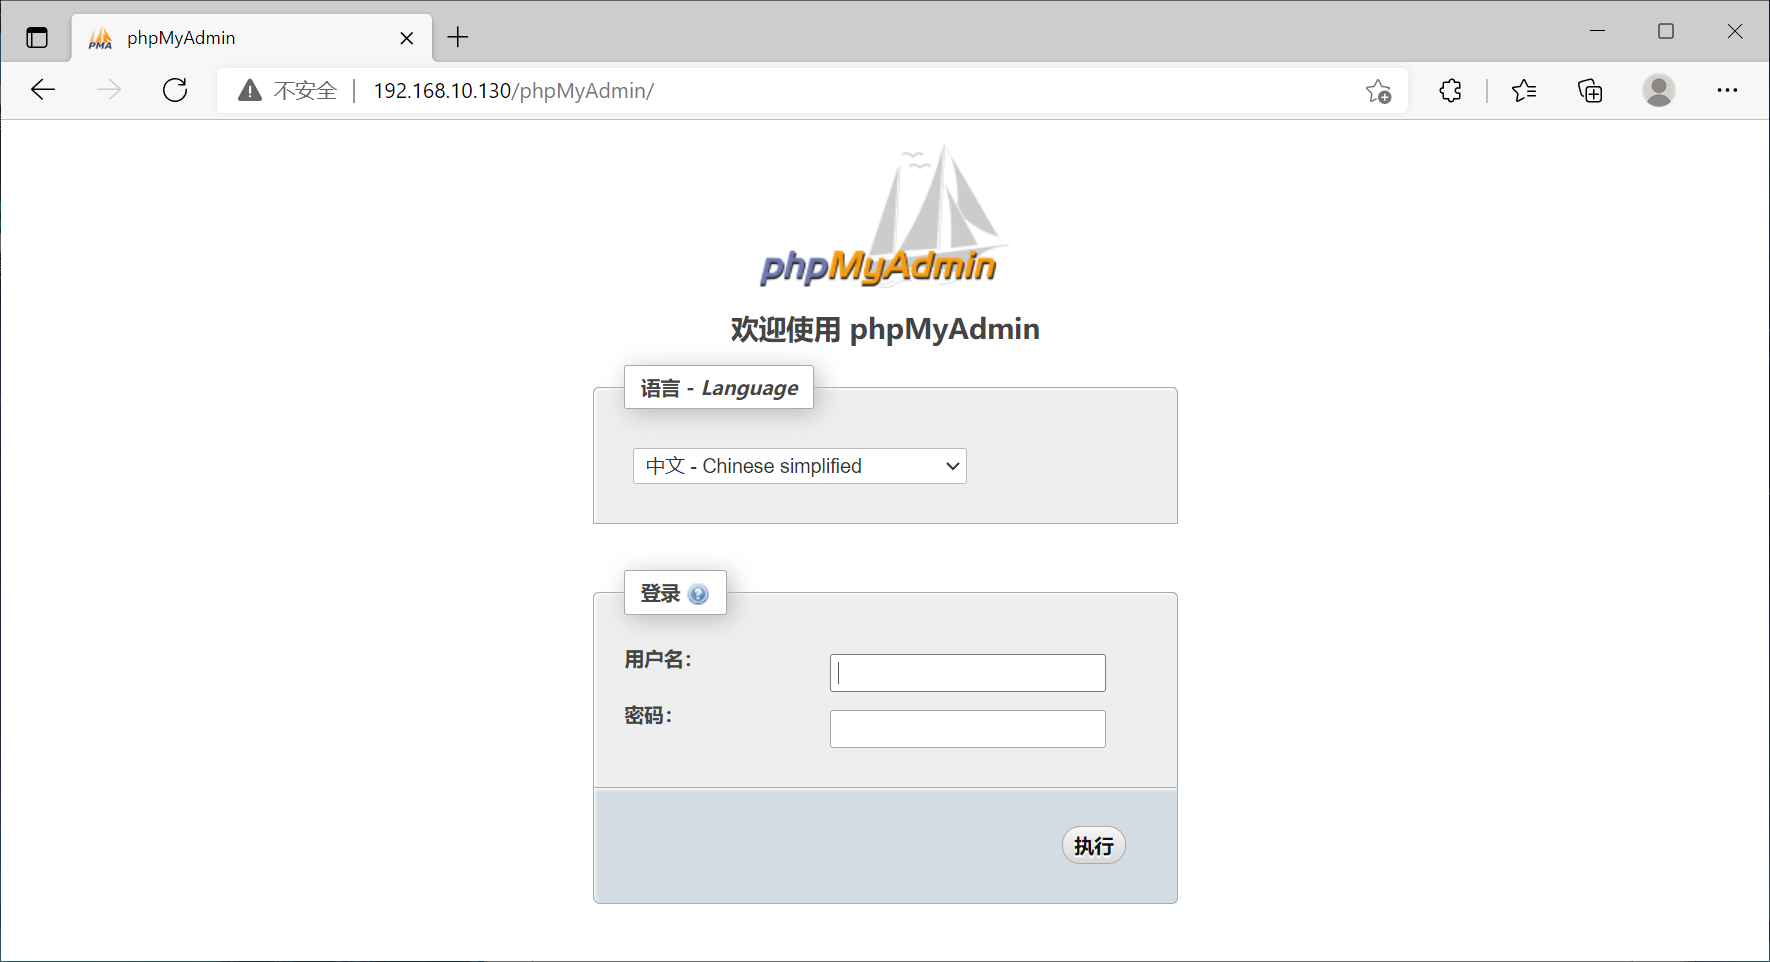 phpMyAdmin
不安全 192.168.10.130/phpMyAdmin/
phpMyAdmin
欢迎使用 phpMyAdmin
语言 - Language
中文 - Chinese simplified
登录
用户名：
密码：
执行